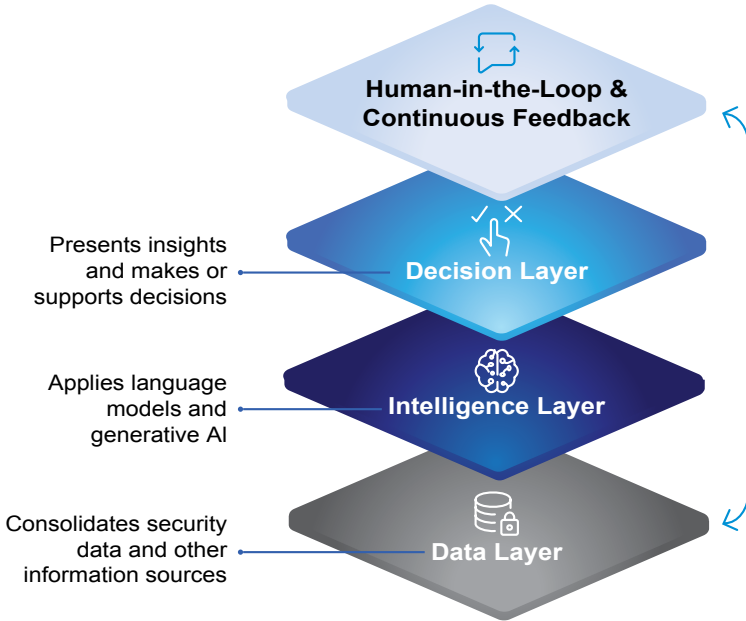 Human-in-the-Loop &
Continuous Feedback
Presents insights
and makes or
supports decisions
Decision Layer
Applies language
models and
generative AI
Intelligence Layer
Consolidates security
data and other
information sources
Data Layer